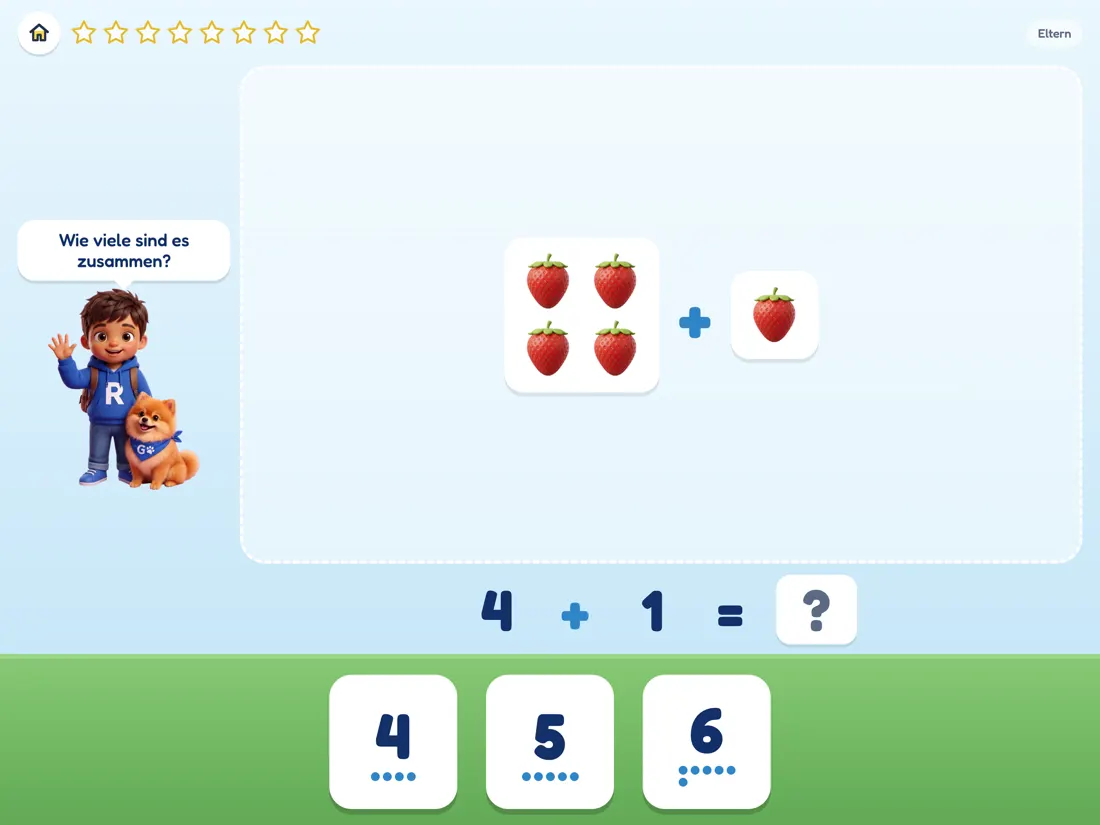 Eltern
Wie viele sind es
zusammen?
R
G
4 + 1 = ?
4 5 6